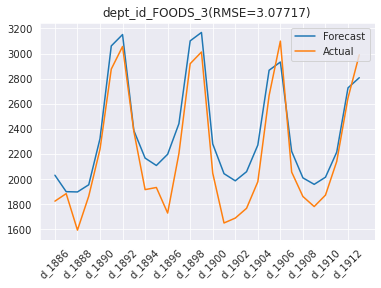 dept_id_FOODS_3(RMSE=3.07717)
Forecast
Actual
3200
3000
2800
2600
2400
2200
2000
1800
1600
d_1886
d_1888
d_1890
d_1892
d_1894
d_1896
d_1898
d_1900
d_1902
d_1904
d_1906
d_1908
d_1910
d_1912